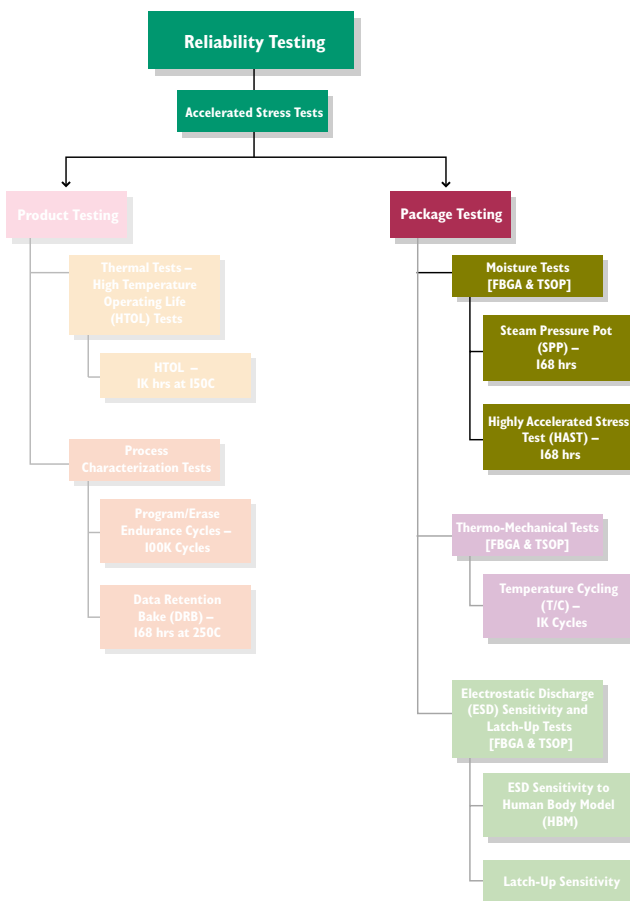 Reliability Testing
Accelerated Stress Tests
Product Testing
Thermal Tests –
High Temperature
Operating Life
(HTOL) Tests
HTOL –
1K hrs at 150C
Process
Characterization Tests
Program/Erase
Endurance Cycles –
100K Cycles
Data Retention
Bake (DRB) –
168 hrs at 250C
Package Testing
Moisture Tests
[FBGA & TSOP]
Steam Pressure Pot
(SPP) –
168 hrs
Highly Accelerated Stress
Test (HAST) –
168 hrs
Thermo-Mechanical Tests
[FBGA & TSOP]
Temperature Cycling
(T/C) –
1K Cycles
Electrostatic Discharge
(ESD) Sensitivity and
Latch-Up Tests
[FBGA & TSOP]
ESD Sensitivity to
Human Body Model
(HBM)
Latch-Up Sensitivity